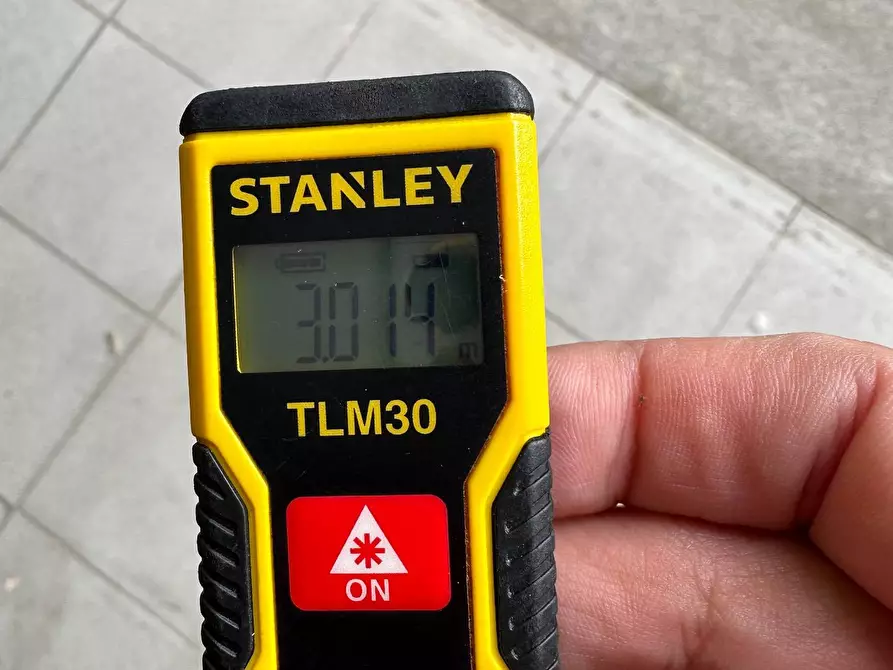 STANLEY
3.014 m
TLM30
ON